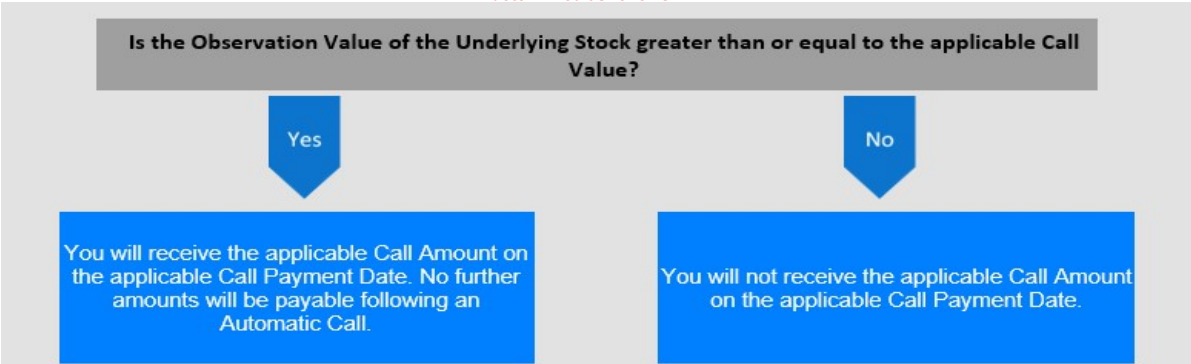 Is the Observation Value of the Underlying Stock greater than or equal to the applicable Call
Value?
Yes
No
You will receive the applicable Call Amount on
the applicable Call Payment Date. No further
amounts will be payable following an
Automatic Call.
You will not receive the applicable Call Amount
on the applicable Call Payment Date.